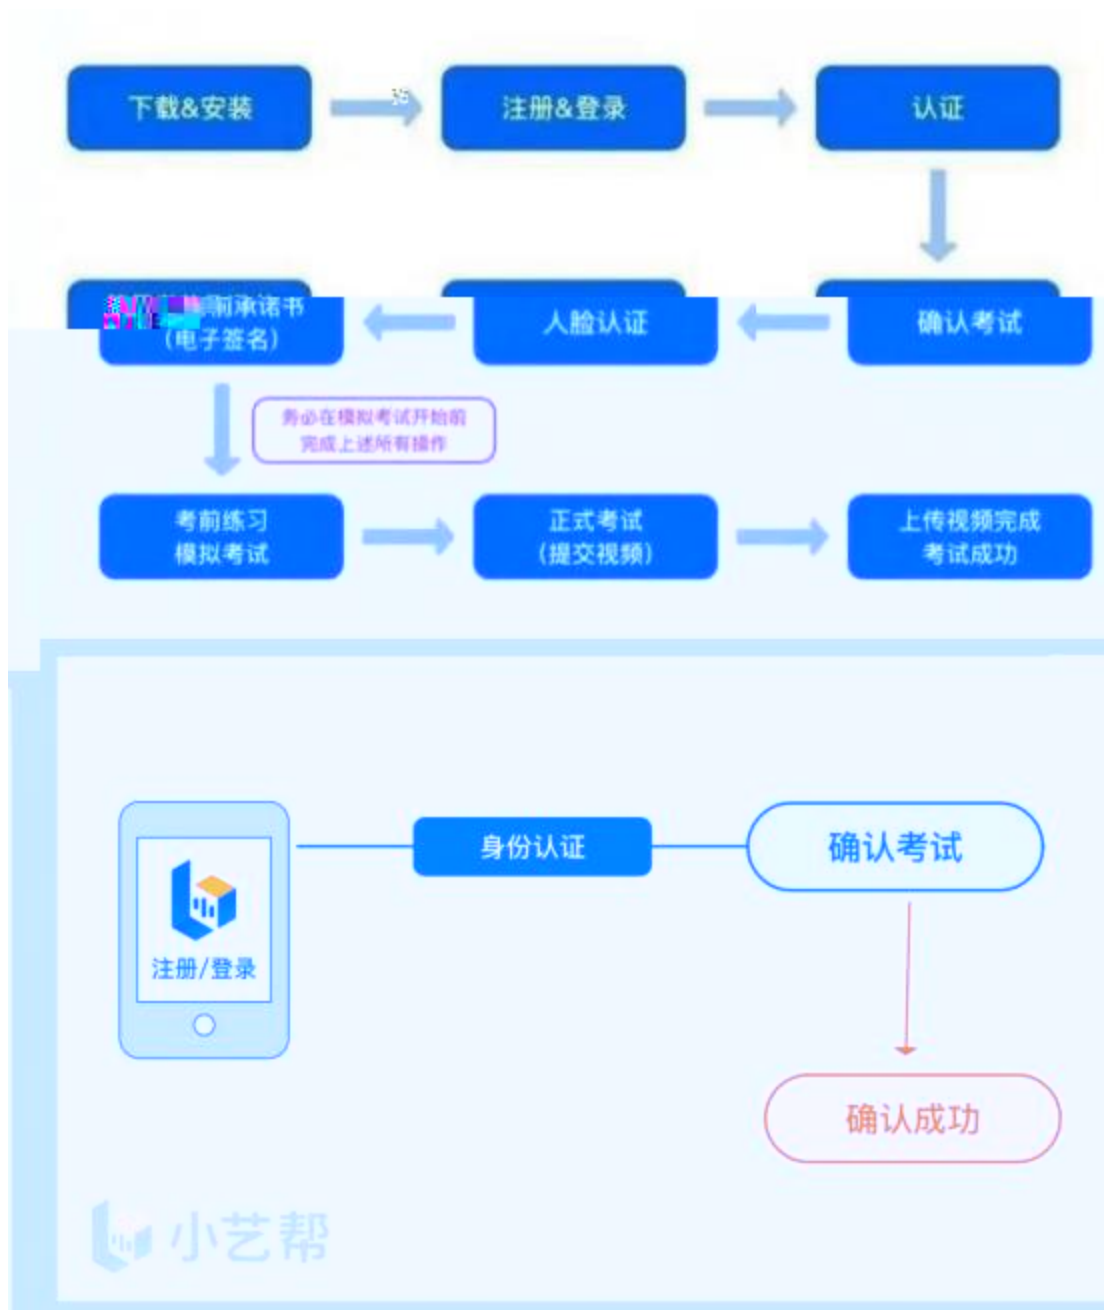 下载&安装
注册&登录
认证
前承诺书
(电子签名)
人脸认证
确认考试
务必在模拟考试开始前
完成上述所有操作
考前练习
模拟考试
正式考试
(提交视频)
上传视频完成
考试成功
注册/登录
身份认证
确认考试
确认成功
小艺帮